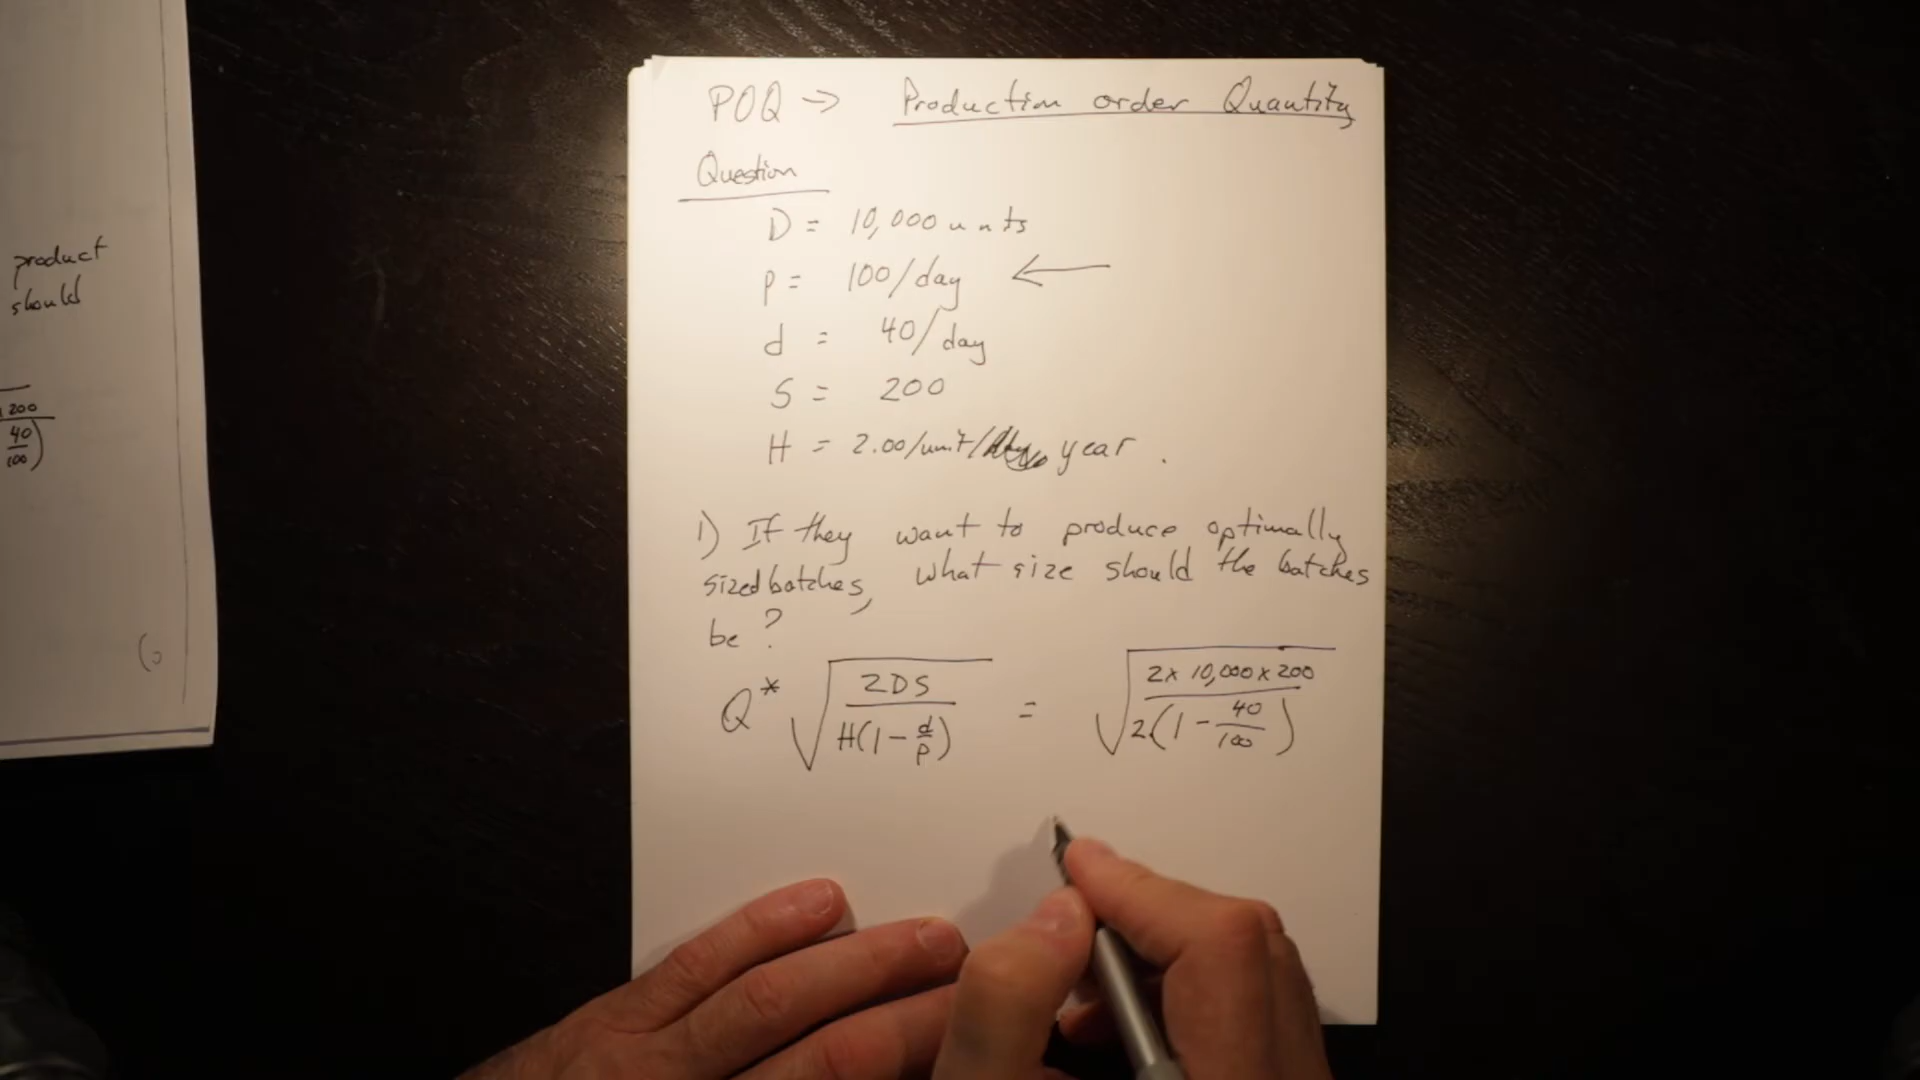 product
should
200
40
100
POQ → Production order Quantity
Question
D = 10,000 units
p = 100/day ←
d = 40/day
S = 200
H = 2.00/unit/ year .
1) If they want to produce optimally
sized batches, what size should the batches
be?
Q* √(2DS / H(1 - d/p)) = √(2 x 10,000 x 200 / 2(1 - 40/100))